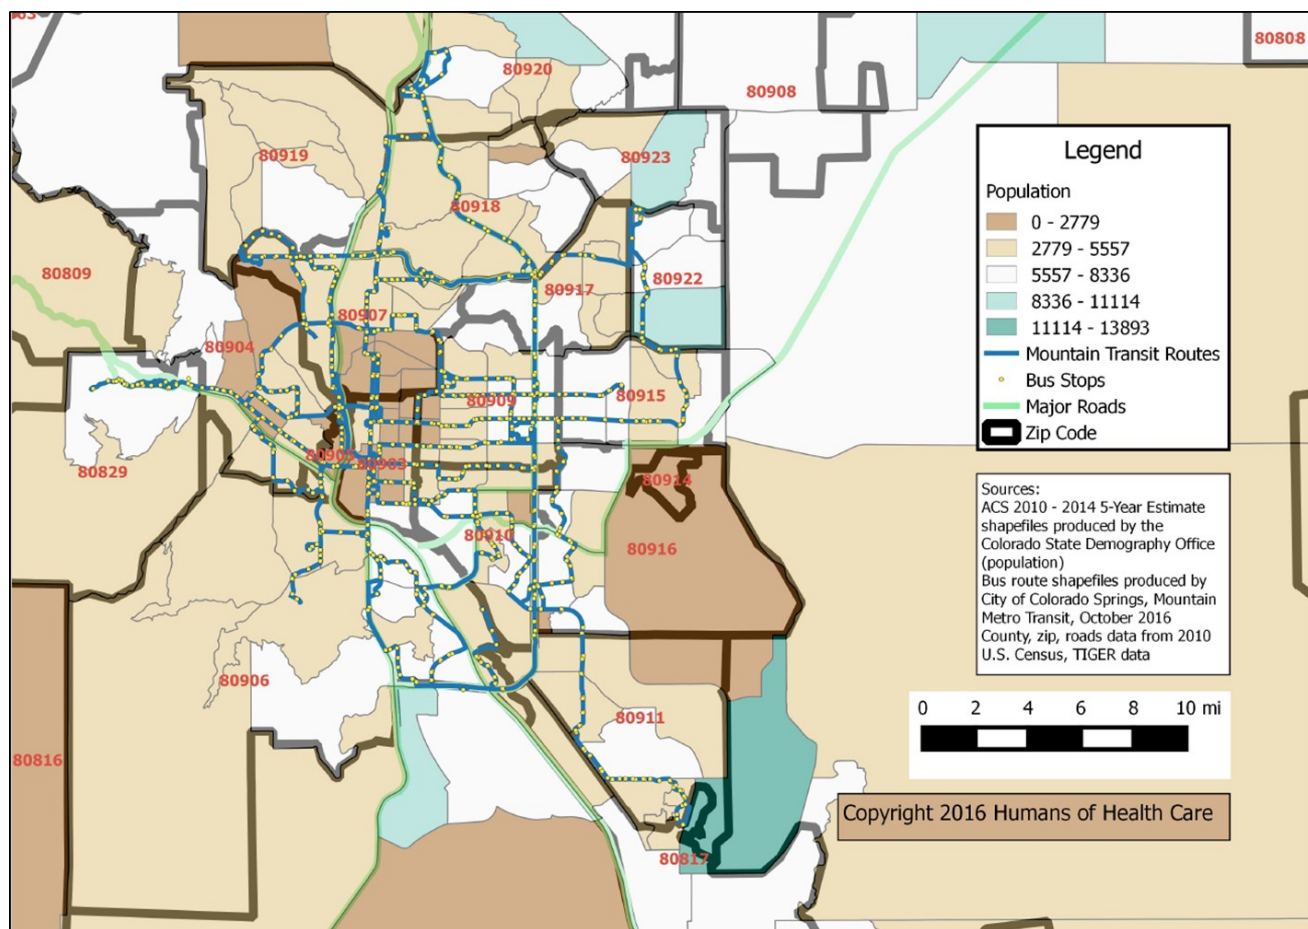 80808
80920
80908
80919
80923
80918
80809
80922
80917
80907
80904
80915
80909
80829
80903
80914
80910
80916
80906
80911
80816
80817
Legend
Population
0 - 2779
2779 - 5557
5557 - 8336
8336 - 11114
11114 - 13893
Mountain Transit Routes
Bus Stops
Major Roads
Zip Code
Sources:
ACS 2010 - 2014 5-Year Estimate
shapefiles produced by the
Colorado State Demography Office
(population)
Bus route shapefiles produced by
City of Colorado Springs, Mountain
Metro Transit, October 2016
County, zip, roads data from 2010
U.S. Census, TIGER data
0 2 4 6 8 10 mi
Copyright 2016 Humans of Health Care